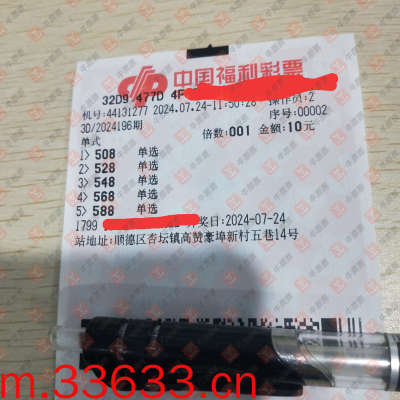 中国福利彩票
32D9 477D 4F
机号:44131277 2024.07.24-11:50:28 操作员:2
3D/2024196期 序号:00002
单式 倍数:001 金额:10元
1> 508 单选
2> 528 单选
3> 548 单选
4> 568 单选
5> 588 单选
1799 奖日:2024-07-24
站地址:顺德区杏坛镇高赞豪埠新村五巷14号
m.33633.cn